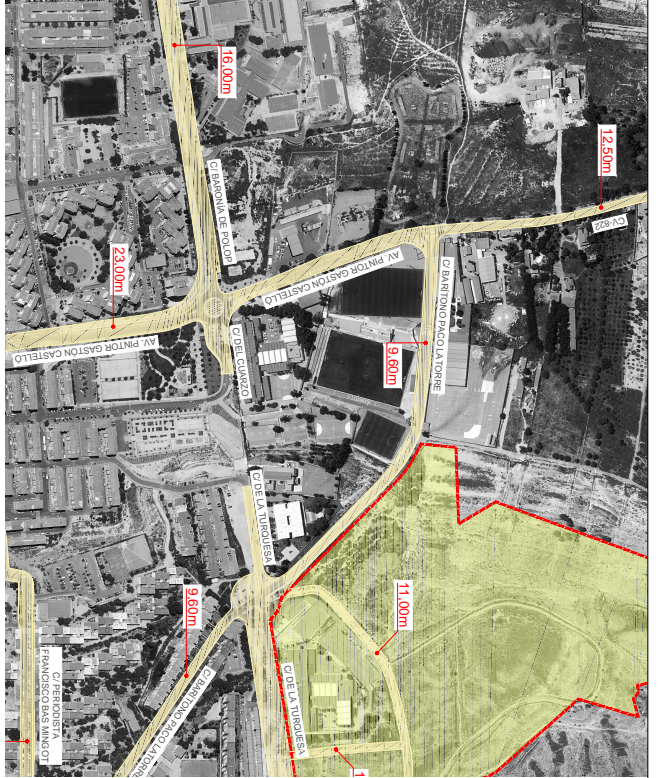 16.00m
12.50m
CV-822
C/ BARONÍA DE POLOP
23.00m
AV. PINTOR GASTÓN CASTELLÓ
C/ BARITONO PACO LA TORRE
AV. PINTOR GASTÓN CASTELLÓ
C/ DEL CUARZO
9.60m
C/ DE LA TURQUESA
9.60m
11.00m
C/ PERIODISTA
FRANCISCO BAS MINGOT
C/ BARITONO PACO LA TORRE
C/ DE LA TURQUESA
1